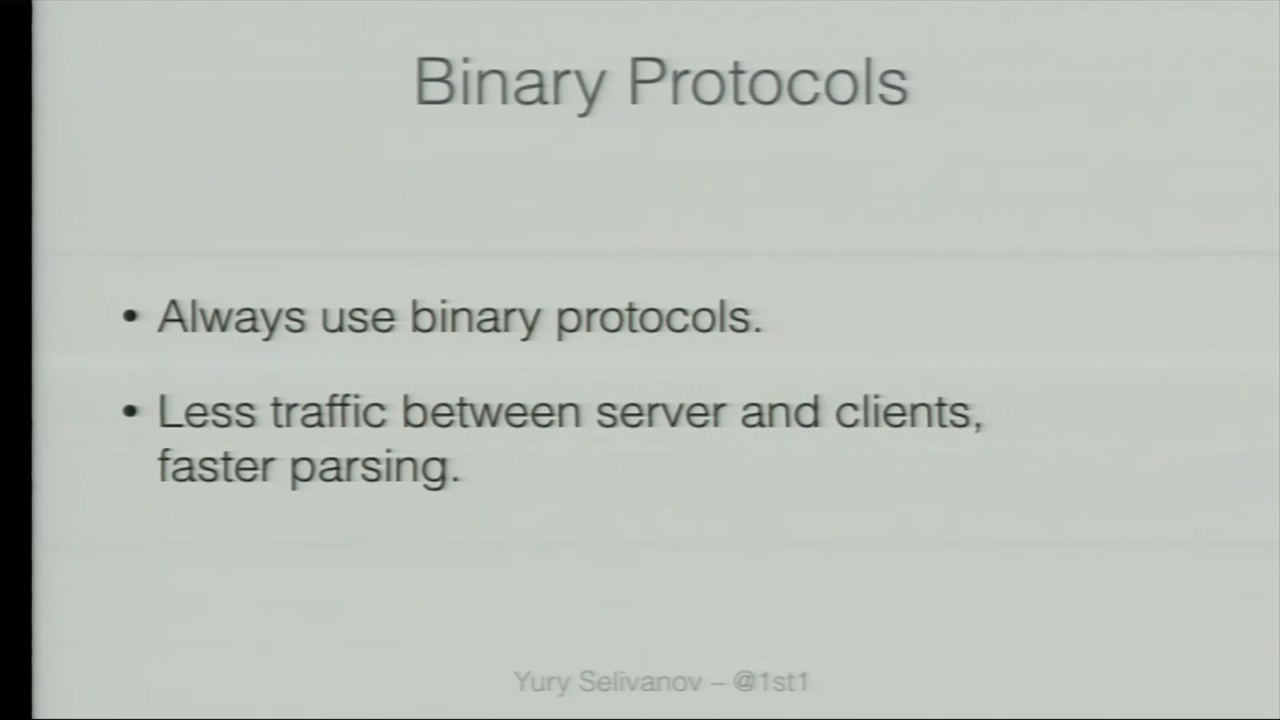 Binary Protocols
• Always use binary protocols.
• Less traffic between server and clients,
faster parsing.
Yury Selivanov – @1st1